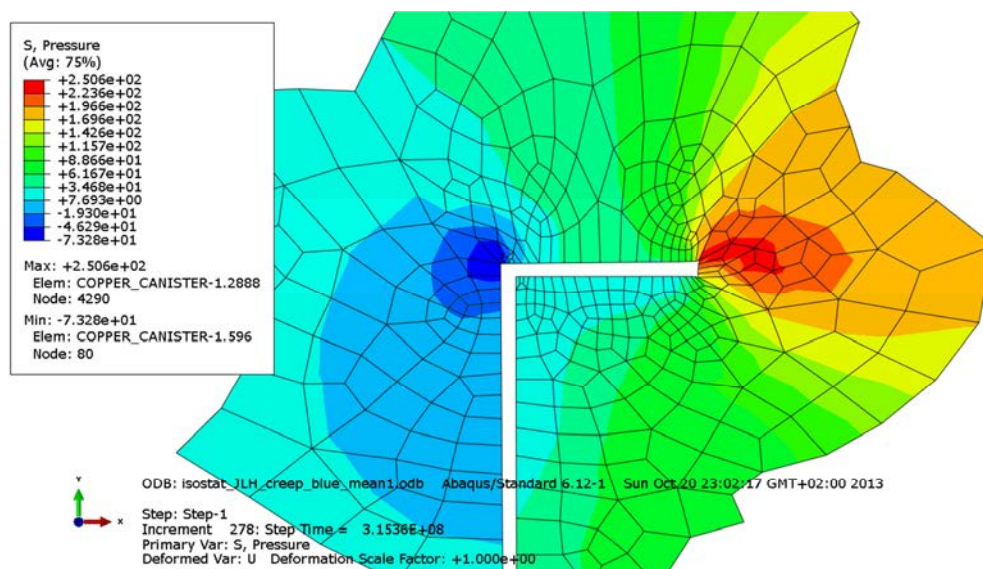 S, Pressure
(Avg: 75%)
+2.506e+02
+2.236e+02
+1.966e+02
+1.696e+02
+1.426e+02
+1.157e+02
+8.866e+01
+6.167e+01
+3.468e+01
+7.693e+00
-1.930e+01
-4.629e+01
-7.328e+01
Max: +2.506e+02
Elem: COPPER_CANISTER-1.2888
Node: 4290
Min: -7.328e+01
Elem: COPPER_CANISTER-1.596
Node: 80
Y
X
ODB: isostat_JLH_creep_blue_mean1.odb Abaqus/Standard 6.12-1 Sun Oct 20 23:02:17 GMT+02:00 2013
Step: Step-1
Increment 278: Step Time = 3.1536E+08
Primary Var: S, Pressure
Deformed Var: U Deformation Scale Factor: +1.000e+00